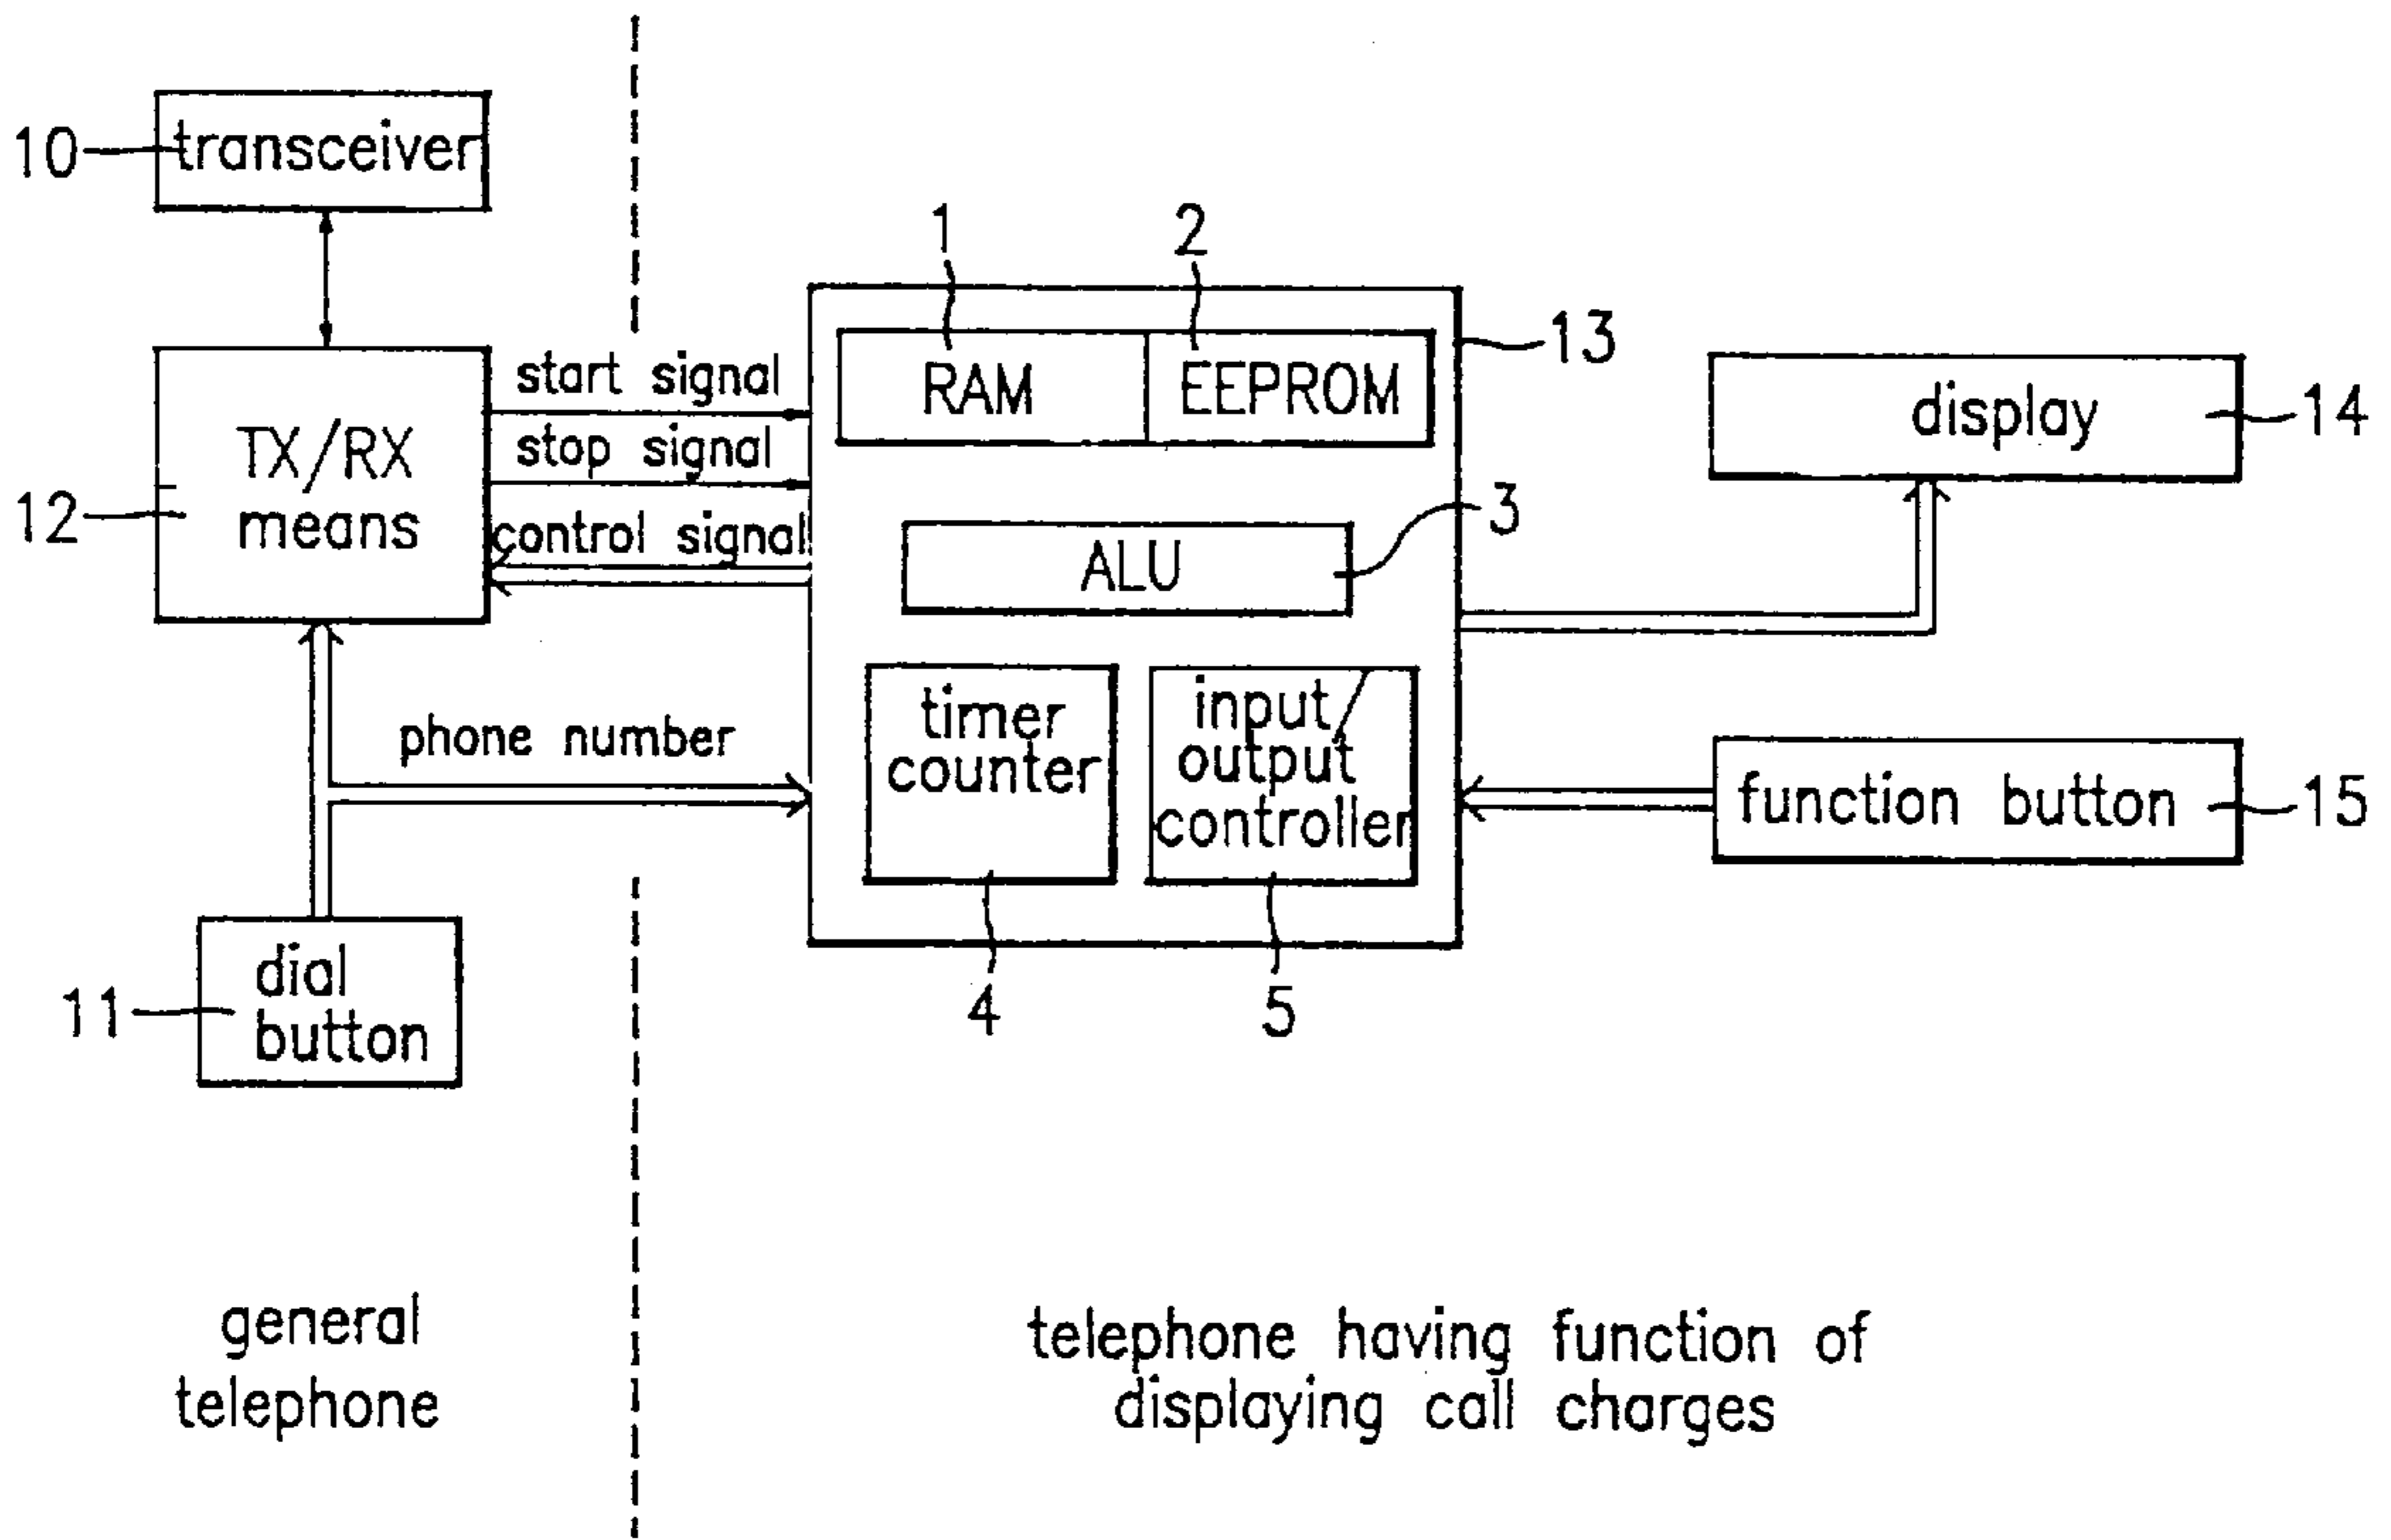 10
transceiver
1
2
13
RAM
EEPROM
start signal
stop signal
control signal
TX/RX
means
12
display
14
ALU
3
phone number
timer
counter
input/
output
controller
function button
15
dial
button
11
4
5
general
telephone
telephone having function of
displaying call charges